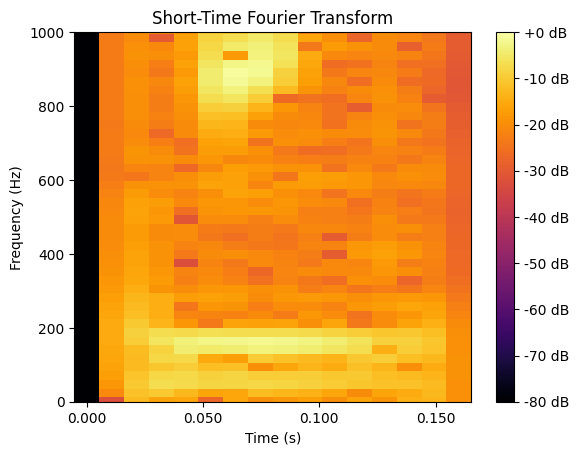 Short-Time Fourier Transform
Frequency (Hz)
1000
800
600
400
200
0
0.000
0.050
0.100
0.150
Time (s)
+0 dB
-10 dB
-20 dB
-30 dB
-40 dB
-50 dB
-60 dB
-70 dB
-80 dB